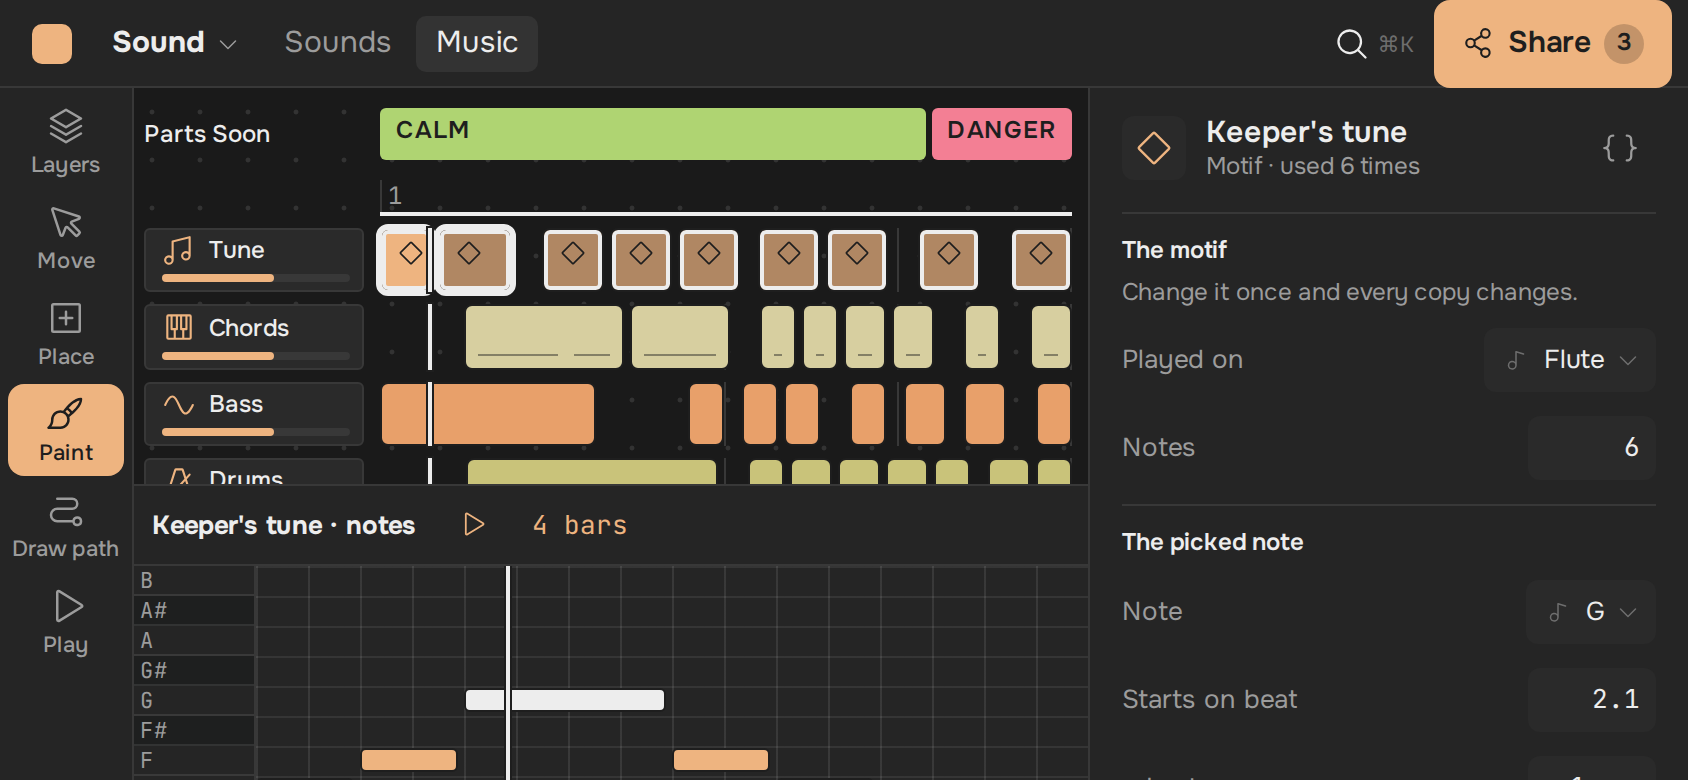 Sound
Sounds
Music
⌘K
Share 3
Layers
Move
Place
Paint
Draw path
Play
Parts Soon
CALM
DANGER
1
Tune
Chords
Bass
Drums
Keeper's tune · notes
4 bars
B
A#
A
G#
G
F#
F
Keeper's tune
Motif · used 6 times
The motif
Change it once and every copy changes.
Played on
Flute
Notes
6
The picked note
Note
G
Starts on beat
2.1